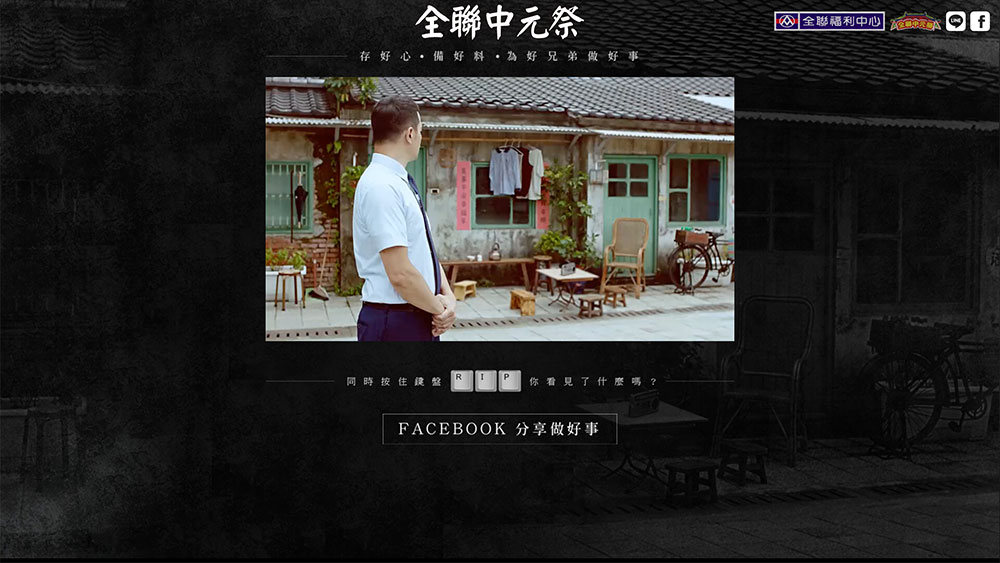 全聯中元祭
全聯福利中心
全聯中元祭
LINE
存好心•備好料•為好兄弟做好事
同時按住鍵盤 R I P 你看見了什麼嗎？
FACEBOOK 分享做好事